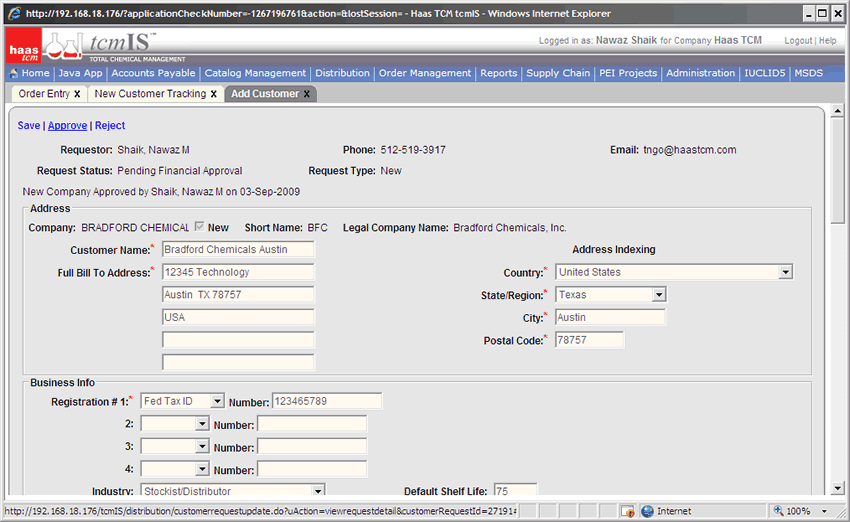 http://192.168.18.176/?applicationCheckNumber=-1267196761&action=&lostSession= - Haas TCM tcmIS - Windows Internet Explorer
haas tcm
tcmIS™
TOTAL CHEMICAL MANAGEMENT
Logged in as: Nawaz Shaik for Company Haas TCM Logout | Help
Home | Java App | Accounts Payable | Catalog Management | Distribution | Order Management | Reports | Supply Chain | PEI Projects | Administration | IUCLID5 | MSDS
Order Entry x New Customer Tracking x Add Customer x
Save | Approve | Reject
Requestor: Shaik, Nawaz M Phone: 512-519-3917 Email: tngo@haastcm.com
Request Status: Pending Financial Approval Request Type: New
New Company Approved by Shaik, Nawaz M on 03-Sep-2009
Address
Company: BRADFORD CHEMICAL New Short Name: BFC Legal Company Name: Bradford Chemicals, Inc.
Customer Name:* Bradford Chemicals Austin Address Indexing
Full Bill To Address:* 12345 Technology Country:* United States
Austin TX 78757 State/Region:* Texas
USA City:* Austin
Postal Code:* 78757
Business Info
Registration # 1:* Fed Tax ID Number: 123465789
2: Number:
3: Number:
4: Number:
Industry: Stockist/Distributor Default Shelf Life: 75
http://192.168.18.176/tcmIS/distribution/customerrequestupdate.do?uAction=viewrequestdetail&customerRequestId=27191# Internet 100%